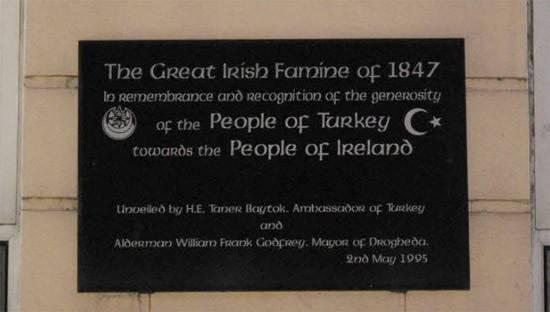 The Great Irish Famine of 1847
In remembrance and recognition of the generosity
of the People of Turkey
towards the People of Ireland
Unveiled by H.E. Taner Baytok. Ambassador of Turkey
and
Alderman William Frank Godfrey. Mayor of Drogheda.
2nd May 1995